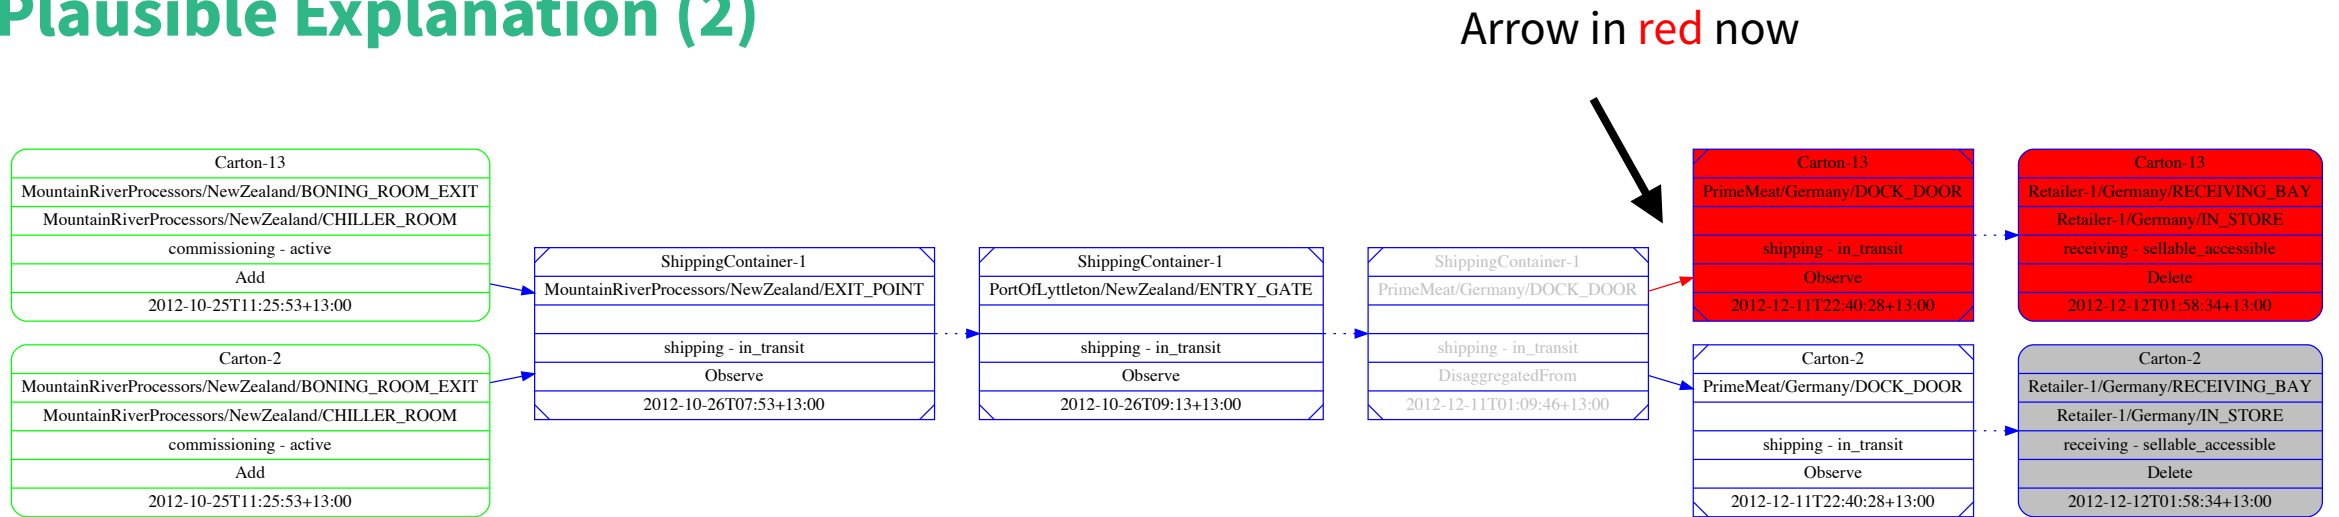 Plausible Explanation (2)
Arrow in red now
Carton-13
MountainRiverProcessors/NewZealand/BONING_ROOM_EXIT
MountainRiverProcessors/NewZealand/CHILLER_ROOM
commissioning - active
Add
2012-10-25T11:25:53+13:00
Carton-2
MountainRiverProcessors/NewZealand/BONING_ROOM_EXIT
MountainRiverProcessors/NewZealand/CHILLER_ROOM
commissioning - active
Add
2012-10-25T11:25:53+13:00
ShippingContainer-1
MountainRiverProcessors/NewZealand/EXIT_POINT
shipping - in_transit
Observe
2012-10-26T07:53+13:00
ShippingContainer-1
PortOfLyttleton/NewZealand/ENTRY_GATE
shipping - in_transit
Observe
2012-10-26T09:13+13:00
ShippingContainer-1
PrimeMeat/Germany/DOCK_DOOR
shipping - in_transit
DisaggregatedFrom
2012-12-11T01:09:46+13:00
Carton-13
PrimeMeat/Germany/DOCK_DOOR
shipping - in_transit
Observe
2012-12-11T22:40:28+13:00
Carton-2
PrimeMeat/Germany/DOCK_DOOR
shipping - in_transit
Observe
2012-12-11T22:40:28+13:00
Carton-13
Retailer-1/Germany/RECEIVING_BAY
Retailer-1/Germany/IN_STORE
receiving - sellable_accessible
Delete
2012-12-12T01:58:34+13:00
Carton-2
Retailer-1/Germany/RECEIVING_BAY
Retailer-1/Germany/IN_STORE
receiving - sellable_accessible
Delete
2012-12-12T01:58:34+13:00